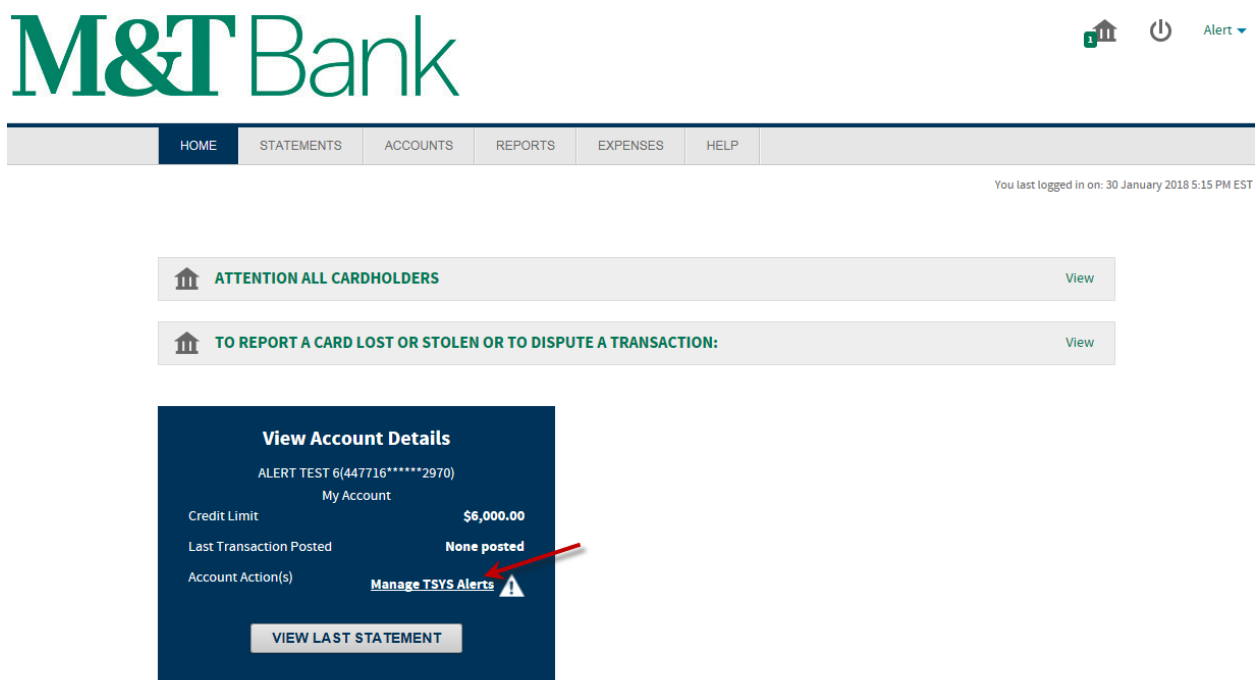 M&T Bank
1
Alert
HOME STATEMENTS ACCOUNTS REPORTS EXPENSES HELP
You last logged in on: 30 January 2018 5:15 PM EST
ATTENTION ALL CARDHOLDERS View
TO REPORT A CARD LOST OR STOLEN OR TO DISPUTE A TRANSACTION: View
View Account Details
ALERT TEST 6(447716******2970)
My Account
Credit Limit $6,000.00
Last Transaction Posted None posted
Account Action(s) Manage TSYS Alerts
VIEW LAST STATEMENT